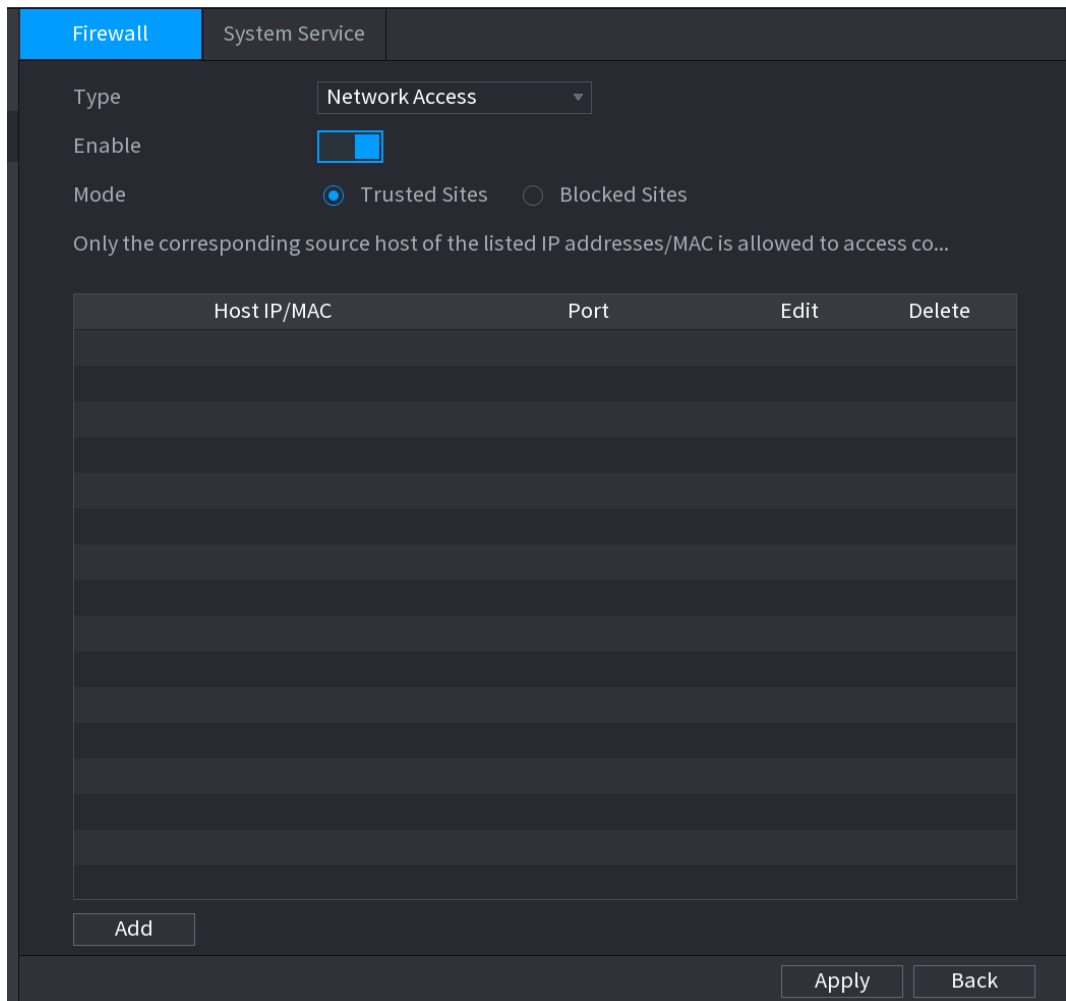 Firewall System Service
Type Network Access
Enable
Mode Trusted Sites Blocked Sites
Only the corresponding source host of the listed IP addresses/MAC is allowed to access co...
Host IP/MAC Port Edit Delete
Add
Apply Back